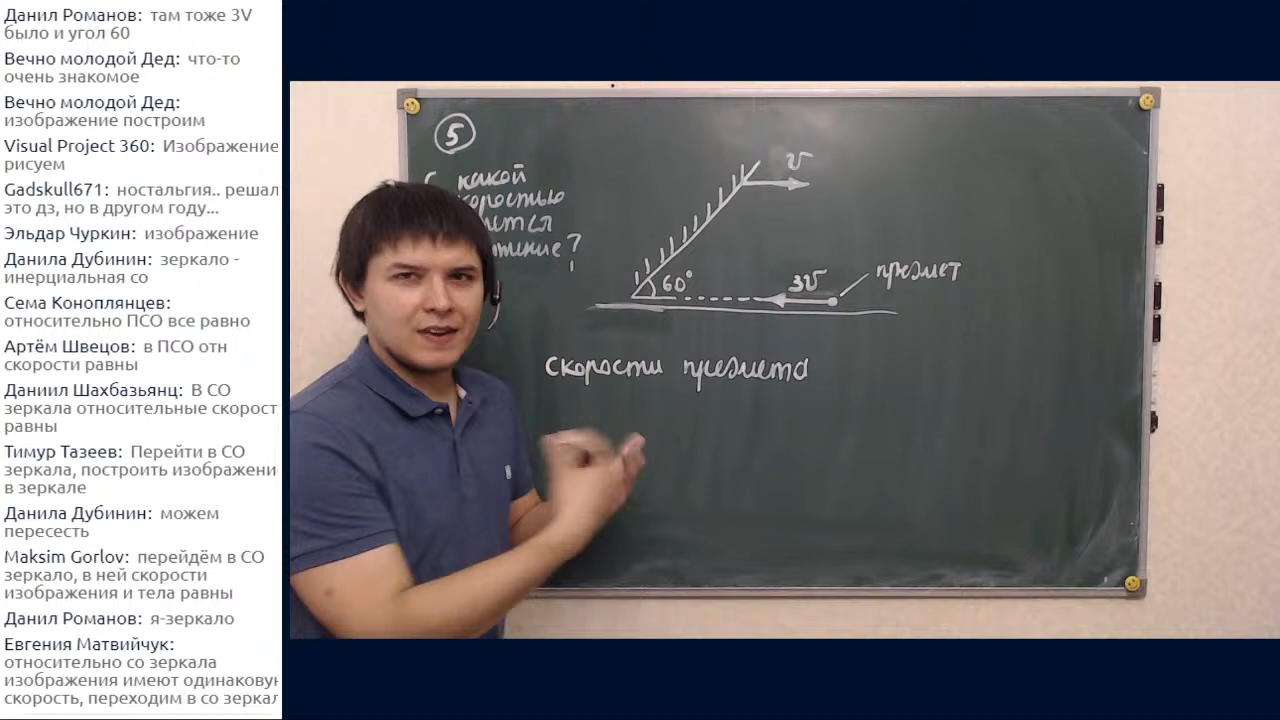 Данил Романов: там тоже 3V
было и угол 60
Вечно молодой Дед: что-то
очень знакомое
Вечно молодой Дед:
изображение построим
Visual Project 360: Изображение
рисуем
Gadskull671: ностальгия.. решал
это дз, но в другом году...
Эльдар Чуркин: изображение
Данила Дубинин: зеркало -
инерциальная со
Сема Коноплянцев:
относительно ПСО все равно
Артём Швецов: в ПСО отн
скорости равны
Даниил Шахбазьянц: В СО
зеркала относительные скорост
равны
Тимур Тазеев: Перейти в СО
зеркала, построить изображени
в зеркале
Данила Дубинин: можем
пересесть
Maksim Gorlov: перейдём в СО
зеркало, в ней скорости
изображения и тела равны
Данил Романов: я-зеркало
Евгения Матвийчук:
относительно со зеркала
изображения имеют одинакову
скорость, переходим в со зеркал
5
какой
v
60°
3v
предмет
скорости предмета